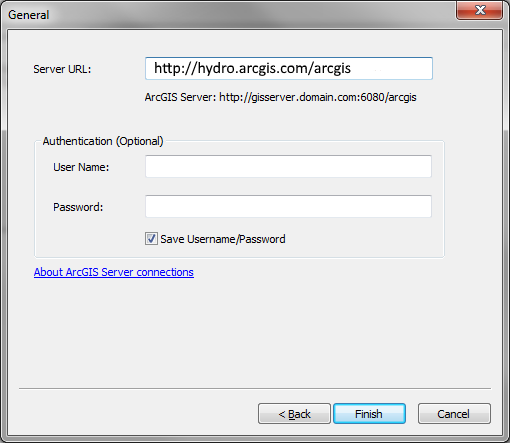 General
Server URL: http://hydro.arcgis.com/arcgis
ArcGIS Server: http://gisserver.domain.com:6080/arcgis
Authentication (Optional)
User Name:
Password:
Save Username/Password
About ArcGIS Server connections
< Back Finish Cancel